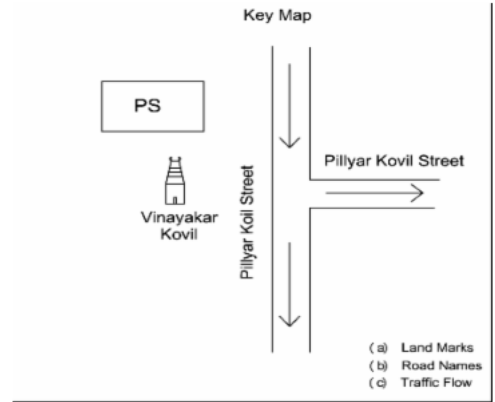 Key Map
PS
Pillyar Kovil Street
Vinayakar
Kovil
Pillyar Koil Street
(a) Land Marks
(b) Road Names
(c) Traffic Flow